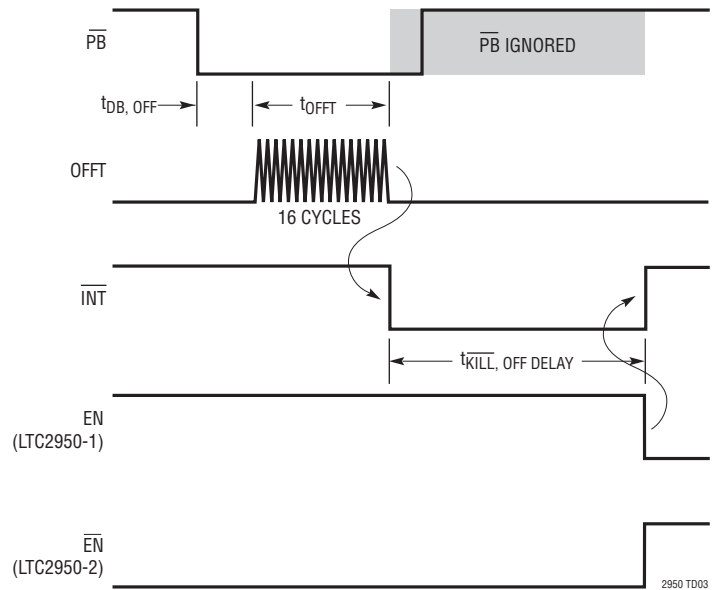 PB
PB IGNORED
tDB, OFF
tOFFT
OFFT
16 CYCLES
INT
tKILL, OFF DELAY
EN
(LTC2950-1)
EN
(LTC2950-2)
2950 TD03